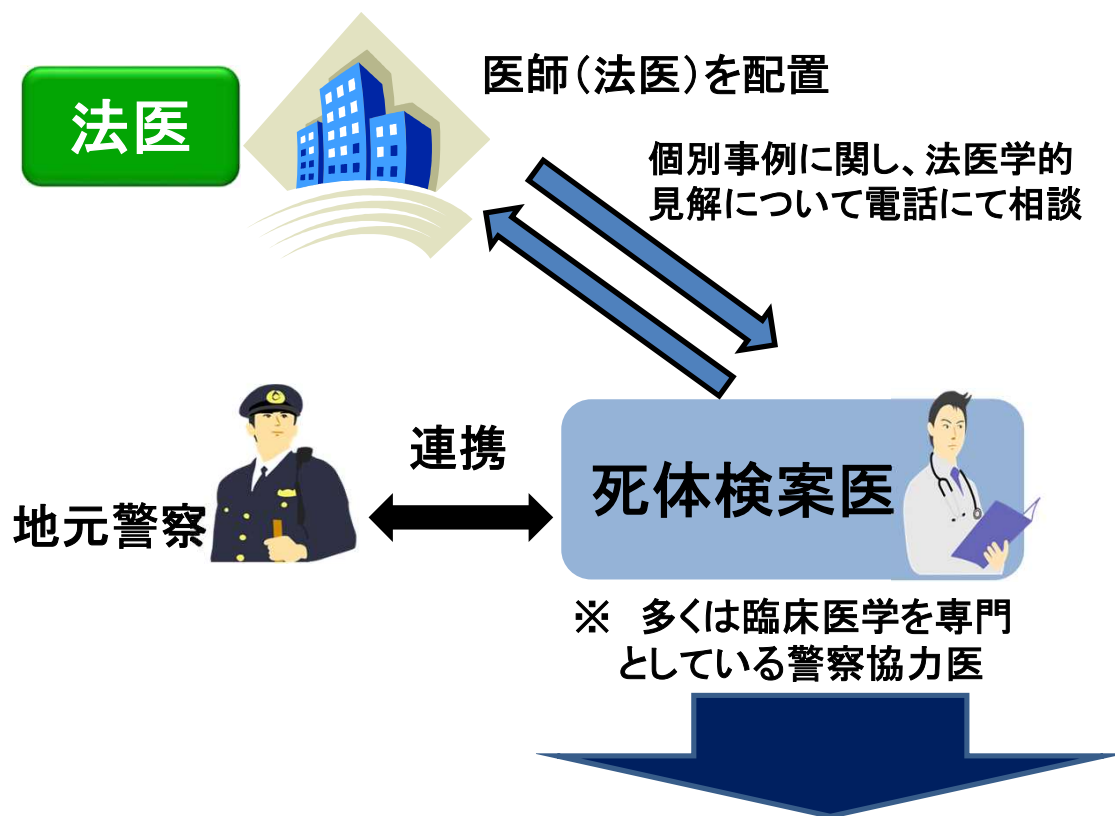 法医
医師(法医)を配置
個別事例に関し、法医学的
見解について電話にて相談
連携
地元警察
死体検案医
※ 多くは臨床医学を専門
としている警察協力医